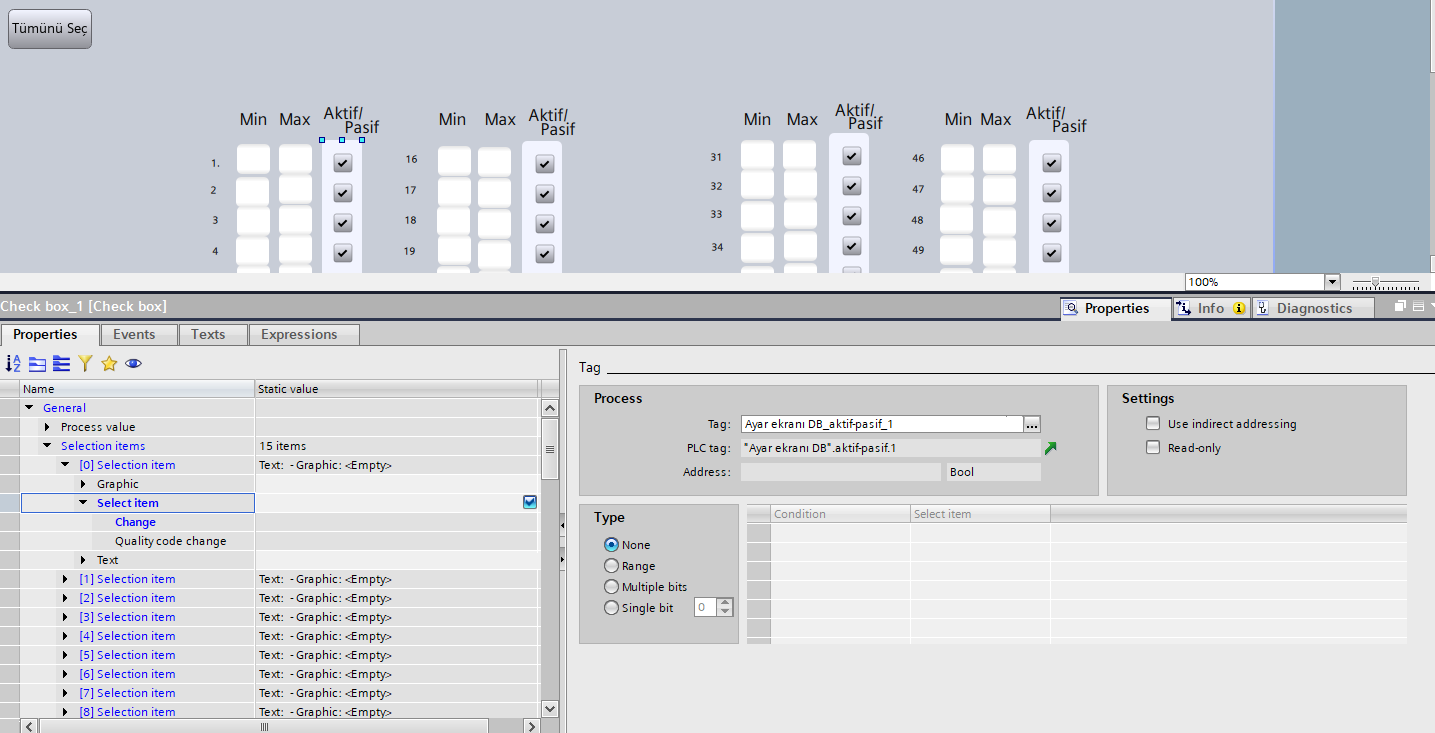 Tümünü Seç
Min Max Aktif/ Pasif Min Max Aktif/ Pasif Min Max Aktif/ Pasif Min Max Aktif/ Pasif
1. 16 31 46
2 17 32 47
3 18 33 48
4 19 34 49
100%
Check box_1 [Check box]
Properties Info Diagnostics
Properties Events Texts Expressions
Name Static value
General
Process value
Selection items 15 items
[0] Selection item Text: - Graphic: <Empty>
Graphic
Select item
Change
Quality code change
Text
[1] Selection item Text: - Graphic: <Empty>
[2] Selection item Text: - Graphic: <Empty>
[3] Selection item Text: - Graphic: <Empty>
[4] Selection item Text: - Graphic: <Empty>
[5] Selection item Text: - Graphic: <Empty>
[6] Selection item Text: - Graphic: <Empty>
[7] Selection item Text: - Graphic: <Empty>
[8] Selection item Text: - Graphic: <Empty>
Tag
Process
Tag: Ayar ekranı DB_aktif-pasif_1 ...
PLC tag: "Ayar ekranı DB".aktif-pasif.1
Address: Bool
Settings
Use indirect addressing
Read-only
Type
None
Range
Multiple bits
Single bit 0
Condition Select item